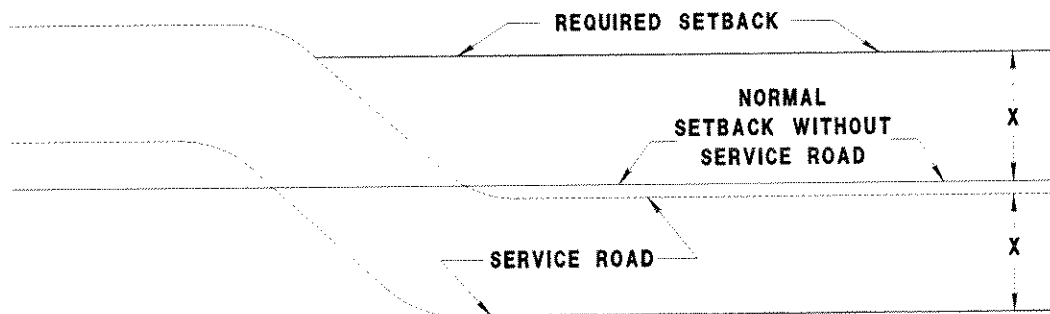 REQUIRED SETBACK
NORMAL
SETBACK WITHOUT
SERVICE ROAD
X
SERVICE ROAD
X